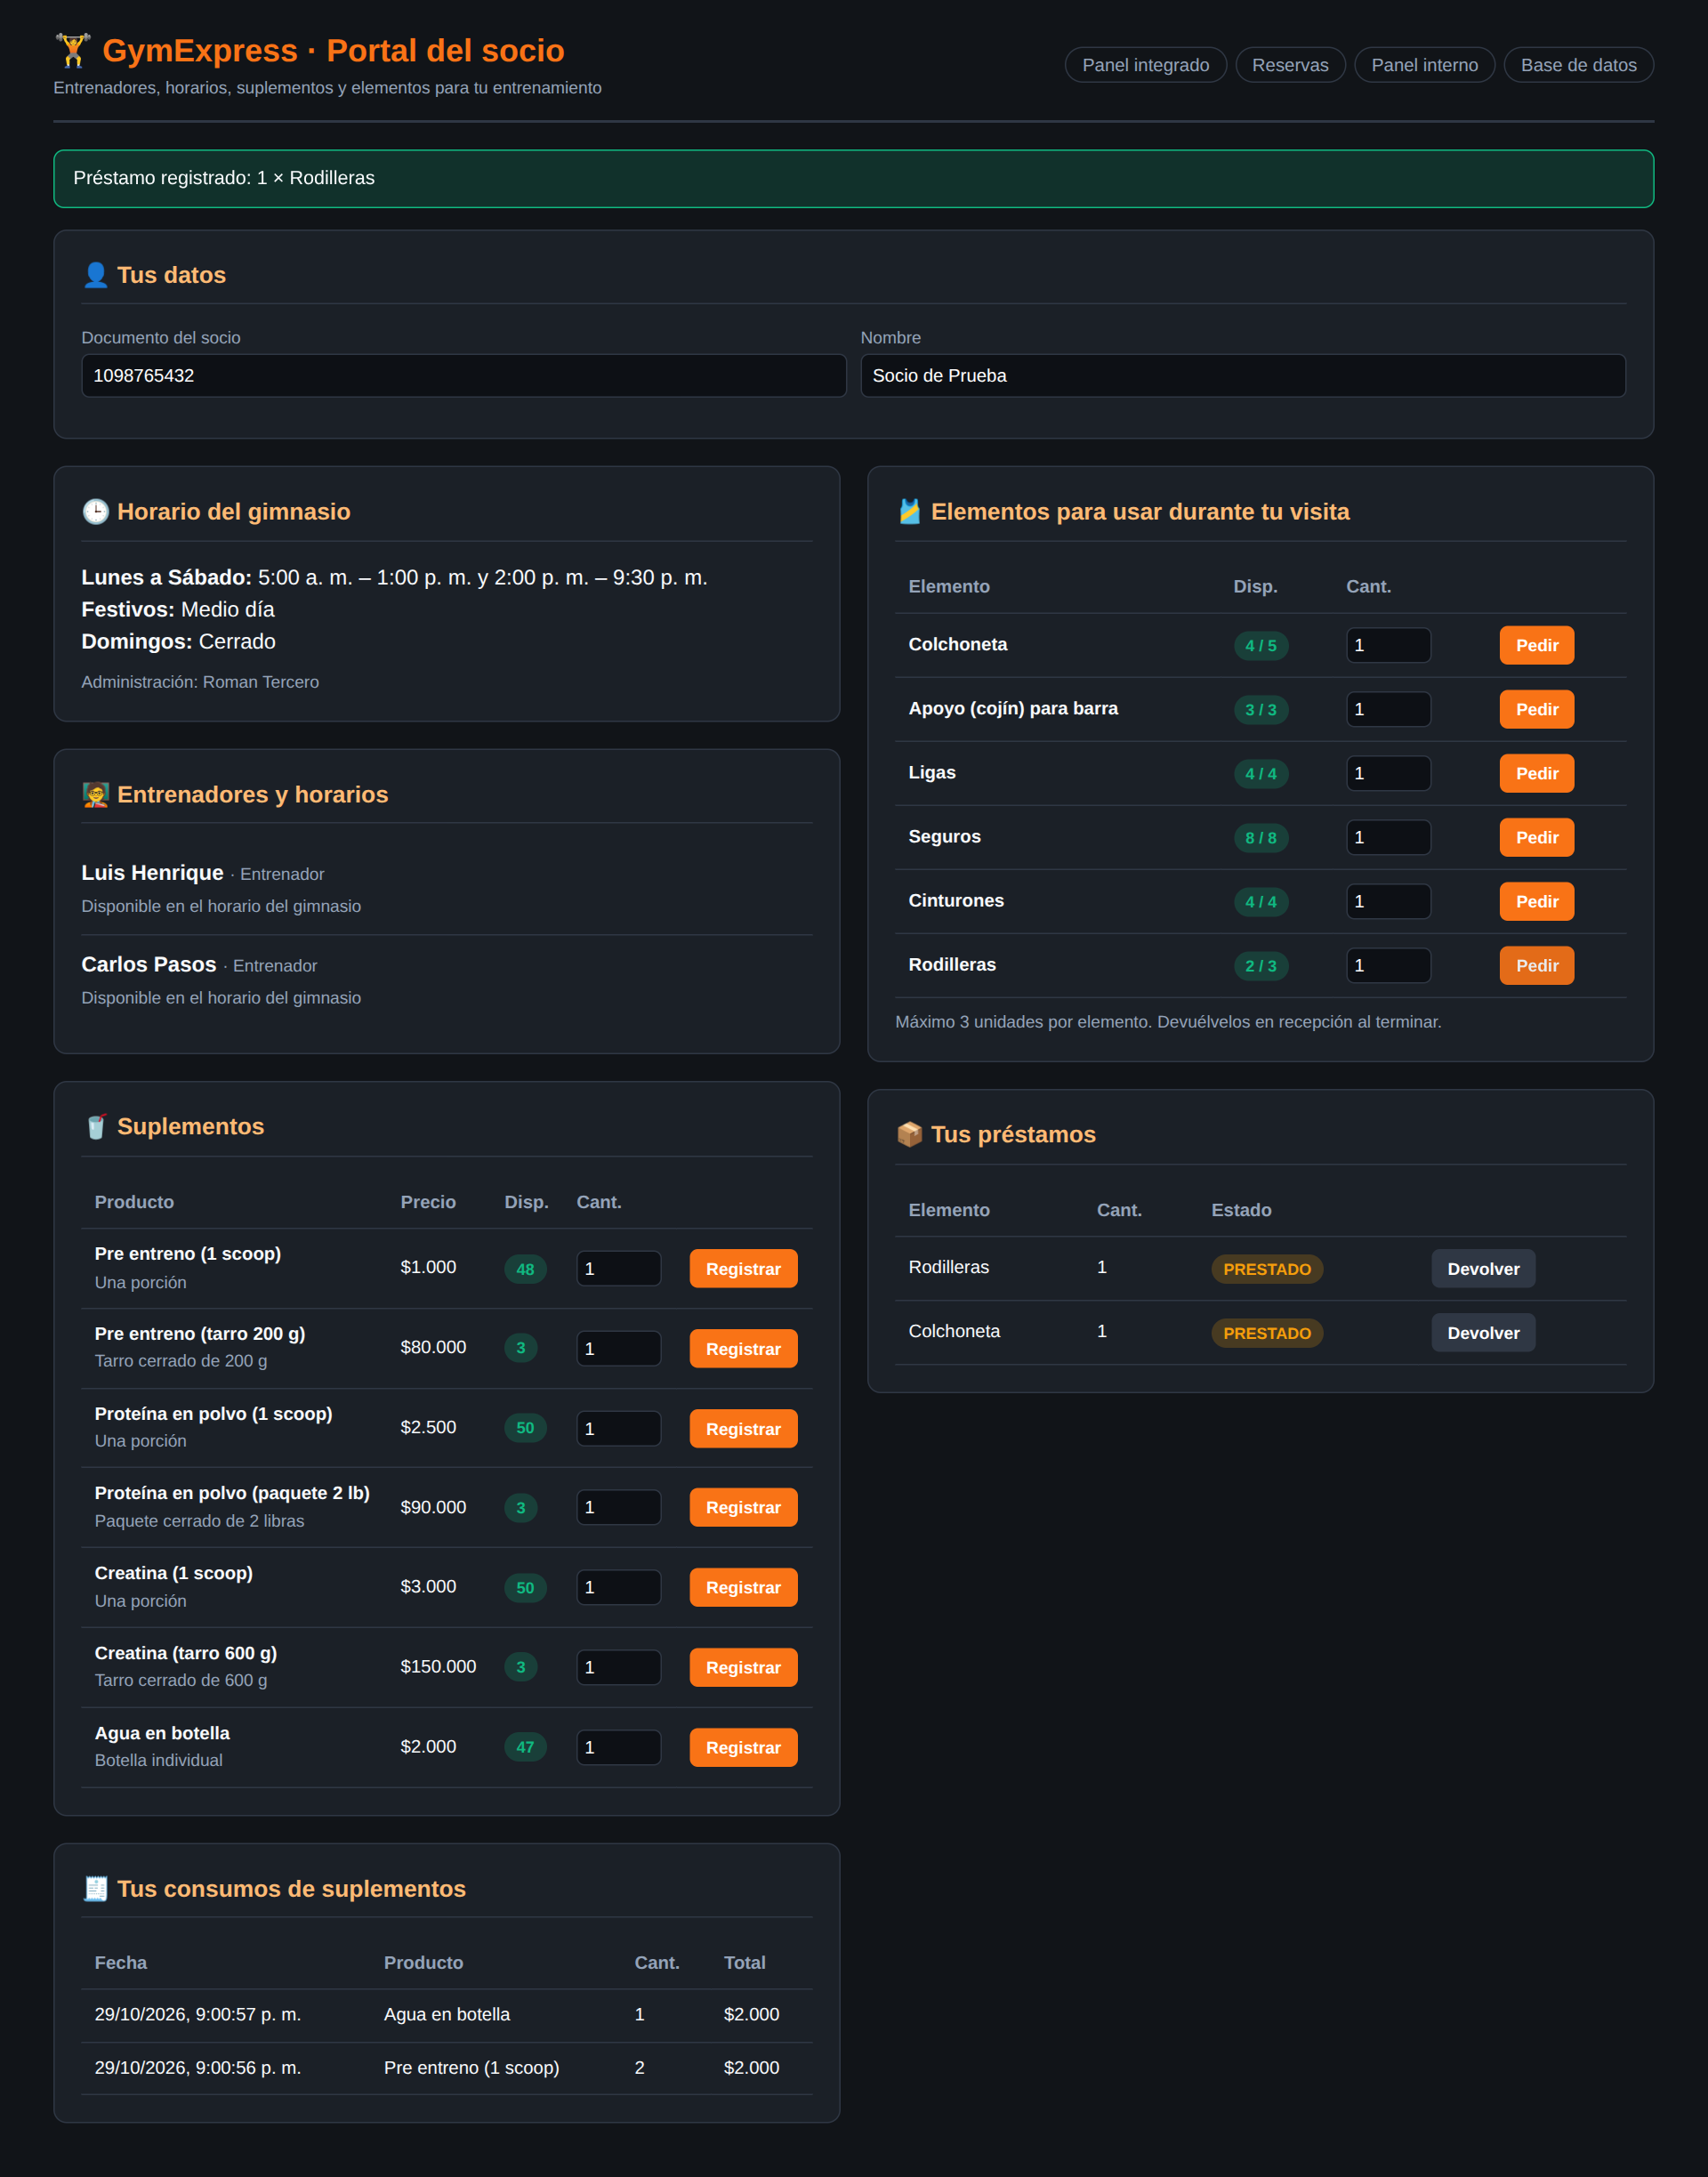 GymExpress · Portal del socio
Entrenadores, horarios, suplementos y elementos para tu entrenamiento
Panel integrado Reservas Panel interno Base de datos
Préstamo registrado: 1 × Rodilleras
Tus datos
Documento del socio Nombre
1098765432 Socio de Prueba
Horario del gimnasio
Lunes a Sábado: 5:00 a. m. – 1:00 p. m. y 2:00 p. m. – 9:30 p. m.
Festivos: Medio día
Domingos: Cerrado
Administración: Roman Tercero
Entrenadores y horarios
Luis Henrique · Entrenador
Disponible en el horario del gimnasio
Carlos Pasos · Entrenador
Disponible en el horario del gimnasio
Suplementos
Producto Precio Disp. Cant.
Pre entreno (1 scoop) $1.000 48 1 Registrar
Una porción
Pre entreno (tarro 200 g) $80.000 3 1 Registrar
Tarro cerrado de 200 g
Proteína en polvo (1 scoop) $2.500 50 1 Registrar
Una porción
Proteína en polvo (paquete 2 lb) $90.000 3 1 Registrar
Paquete cerrado de 2 libras
Creatina (1 scoop) $3.000 50 1 Registrar
Una porción
Creatina (tarro 600 g) $150.000 3 1 Registrar
Tarro cerrado de 600 g
Agua en botella $2.000 47 1 Registrar
Botella individual
Tus consumos de suplementos
Fecha Producto Cant. Total
29/10/2026, 9:00:57 p. m. Agua en botella 1 $2.000
29/10/2026, 9:00:56 p. m. Pre entreno (1 scoop) 2 $2.000
Elementos para usar durante tu visita
Elemento Disp. Cant.
Colchoneta 4 / 5 1 Pedir
Apoyo (cojín) para barra 3 / 3 1 Pedir
Ligas 4 / 4 1 Pedir
Seguros 8 / 8 1 Pedir
Cinturones 4 / 4 1 Pedir
Rodilleras 2 / 3 1 Pedir
Máximo 3 unidades por elemento. Devuélvelos en recepción al terminar.
Tus préstamos
Elemento Cant. Estado
Rodilleras 1 PRESTADO Devolver
Colchoneta 1 PRESTADO Devolver